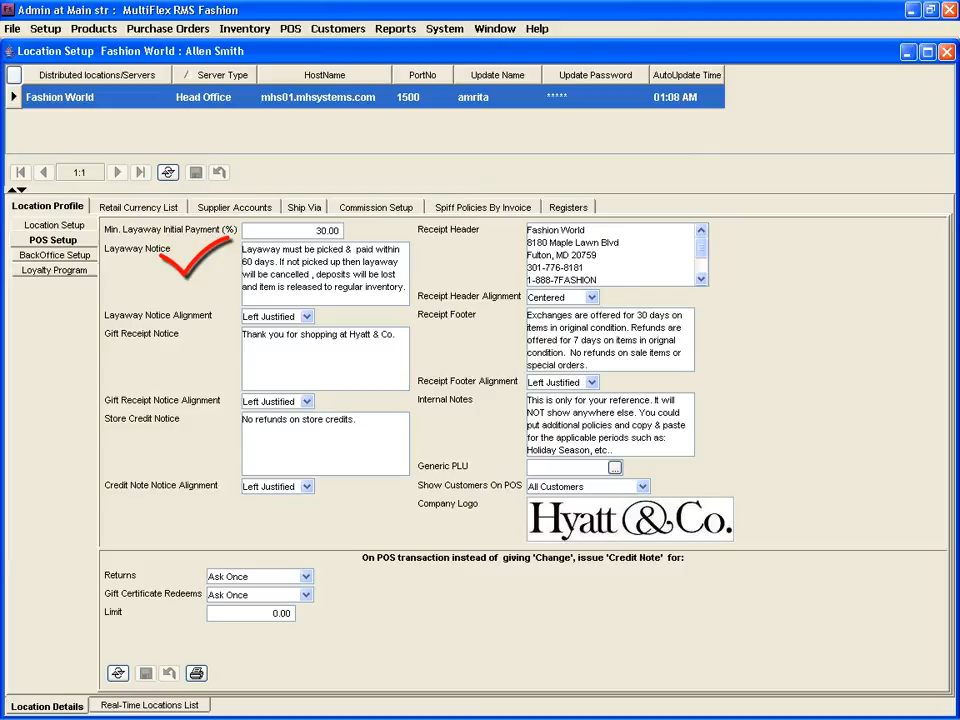 Admin at Main str : MultiFlex RMS Fashion
File Setup Products Purchase Orders Inventory POS Customers Reports System Window Help
Location Setup Fashion World : Allen Smith
Distributed locations/Servers / Server Type HostName PortNo Update Name Update Password AutoUpdate Time
Fashion World Head Office mhs01.mhsystems.com 1500 amrita ***** 01:08 AM
1:1
Location Profile Retail Currency List Supplier Accounts Ship Via Commission Setup Spiff Policies By Invoice Registers
Location Setup
POS Setup
BackOffice Setup
Loyalty Program
Min. Layaway Initial Payment (%) 30.00
Layaway Notice
Layaway must be picked & paid within
60 days. If not picked up then layaway
will be cancelled , deposits will be lost
and item is released to regular inventory.
Layaway Notice Alignment Left Justified
Gift Receipt Notice Thank you for shopping at Hyatt & Co.
Gift Receipt Notice Alignment Left Justified
Store Credit Notice No refunds on store credits.
Credit Note Notice Alignment Left Justified
Receipt Header
Fashion World
8180 Maple Lawn Blvd
Fulton, MD 20759
301-776-8181
1-888-7FASHION
Receipt Header Alignment Centered
Receipt Footer
Exchanges are offered for 30 days on
items in original condition. Refunds are
offered for 7 days on items in orignal
condition. No refunds on sale items or
special orders.
Receipt Footer Alignment Left Justified
Internal Notes
This is only for your reference. It will
NOT show anywhere else. You could
put additional policies and copy & paste
for the applicable periods such as:
Holiday Season, etc..
Generic PLU ...
Show Customers On POS All Customers
Company Logo
Hyatt & Co.
On POS transaction instead of giving 'Change', issue 'Credit Note' for:
Returns Ask Once
Gift Certificate Redeems Ask Once
Limit 0.00
Location Details Real-Time Locations List